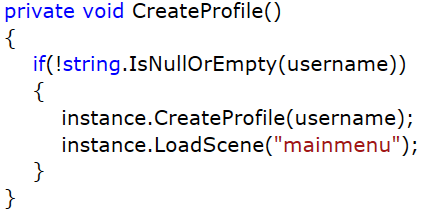 private void CreateProfile()
{
    if(!string.IsNullOrEmpty(username))
    {
        instance.CreateProfile(username);
        instance.LoadScene("mainmenu");
    }
}